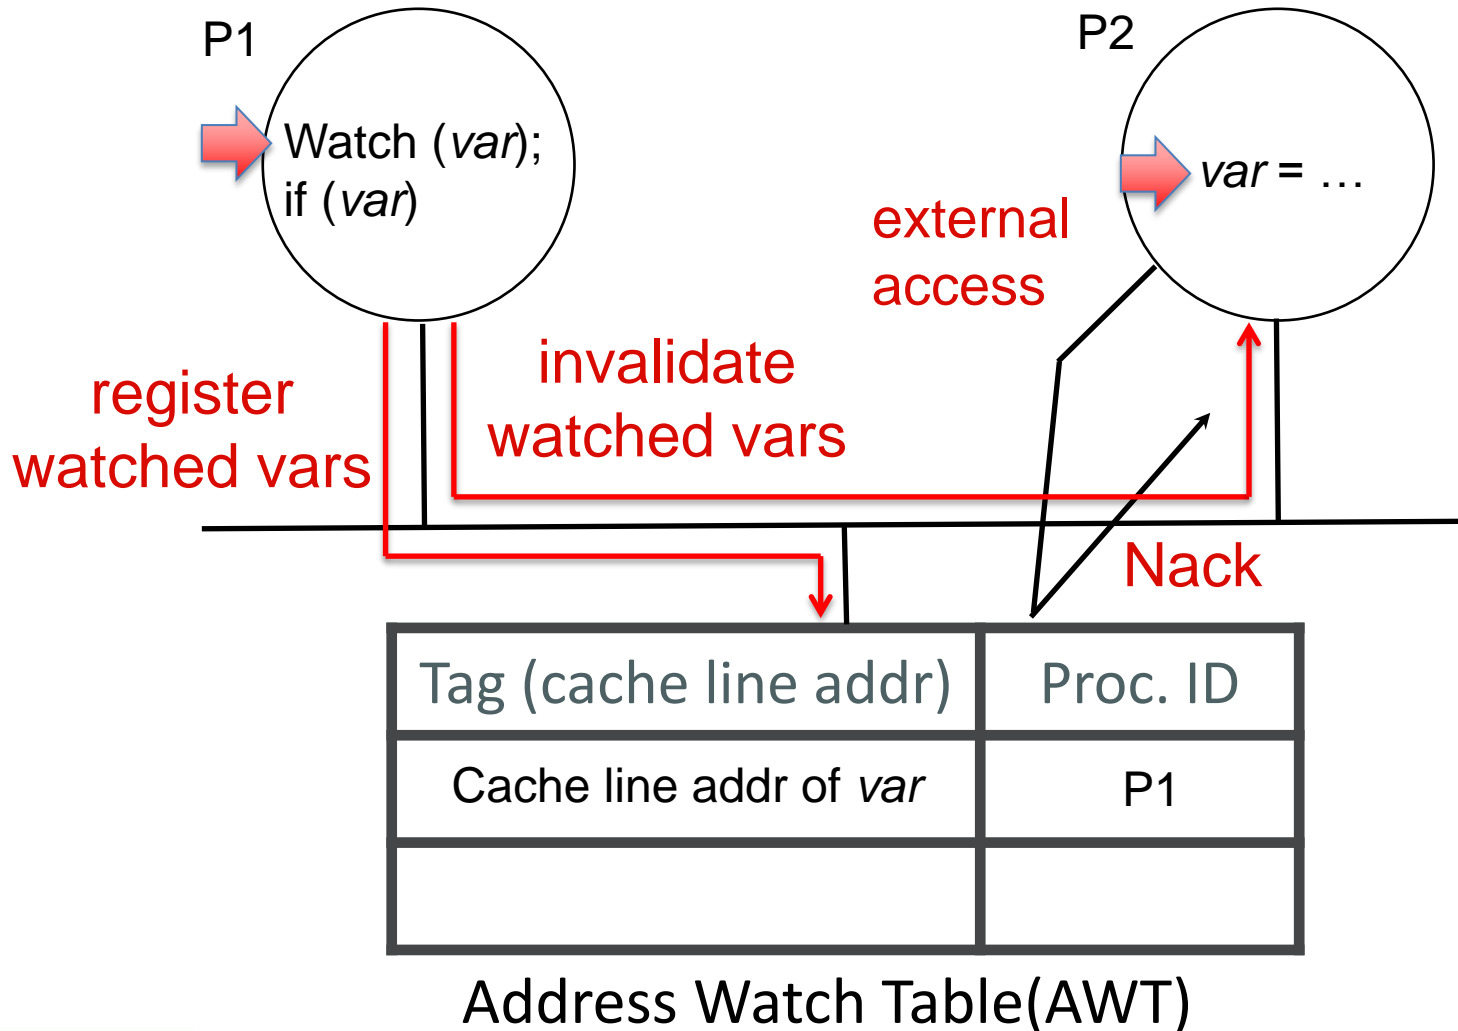 P1
Watch (var);
if (var)
P2
var = …
external
access
register
watched vars
invalidate
watched vars
Nack
Tag (cache line addr)
Proc. ID
Cache line addr of var
P1
Address Watch Table(AWT)